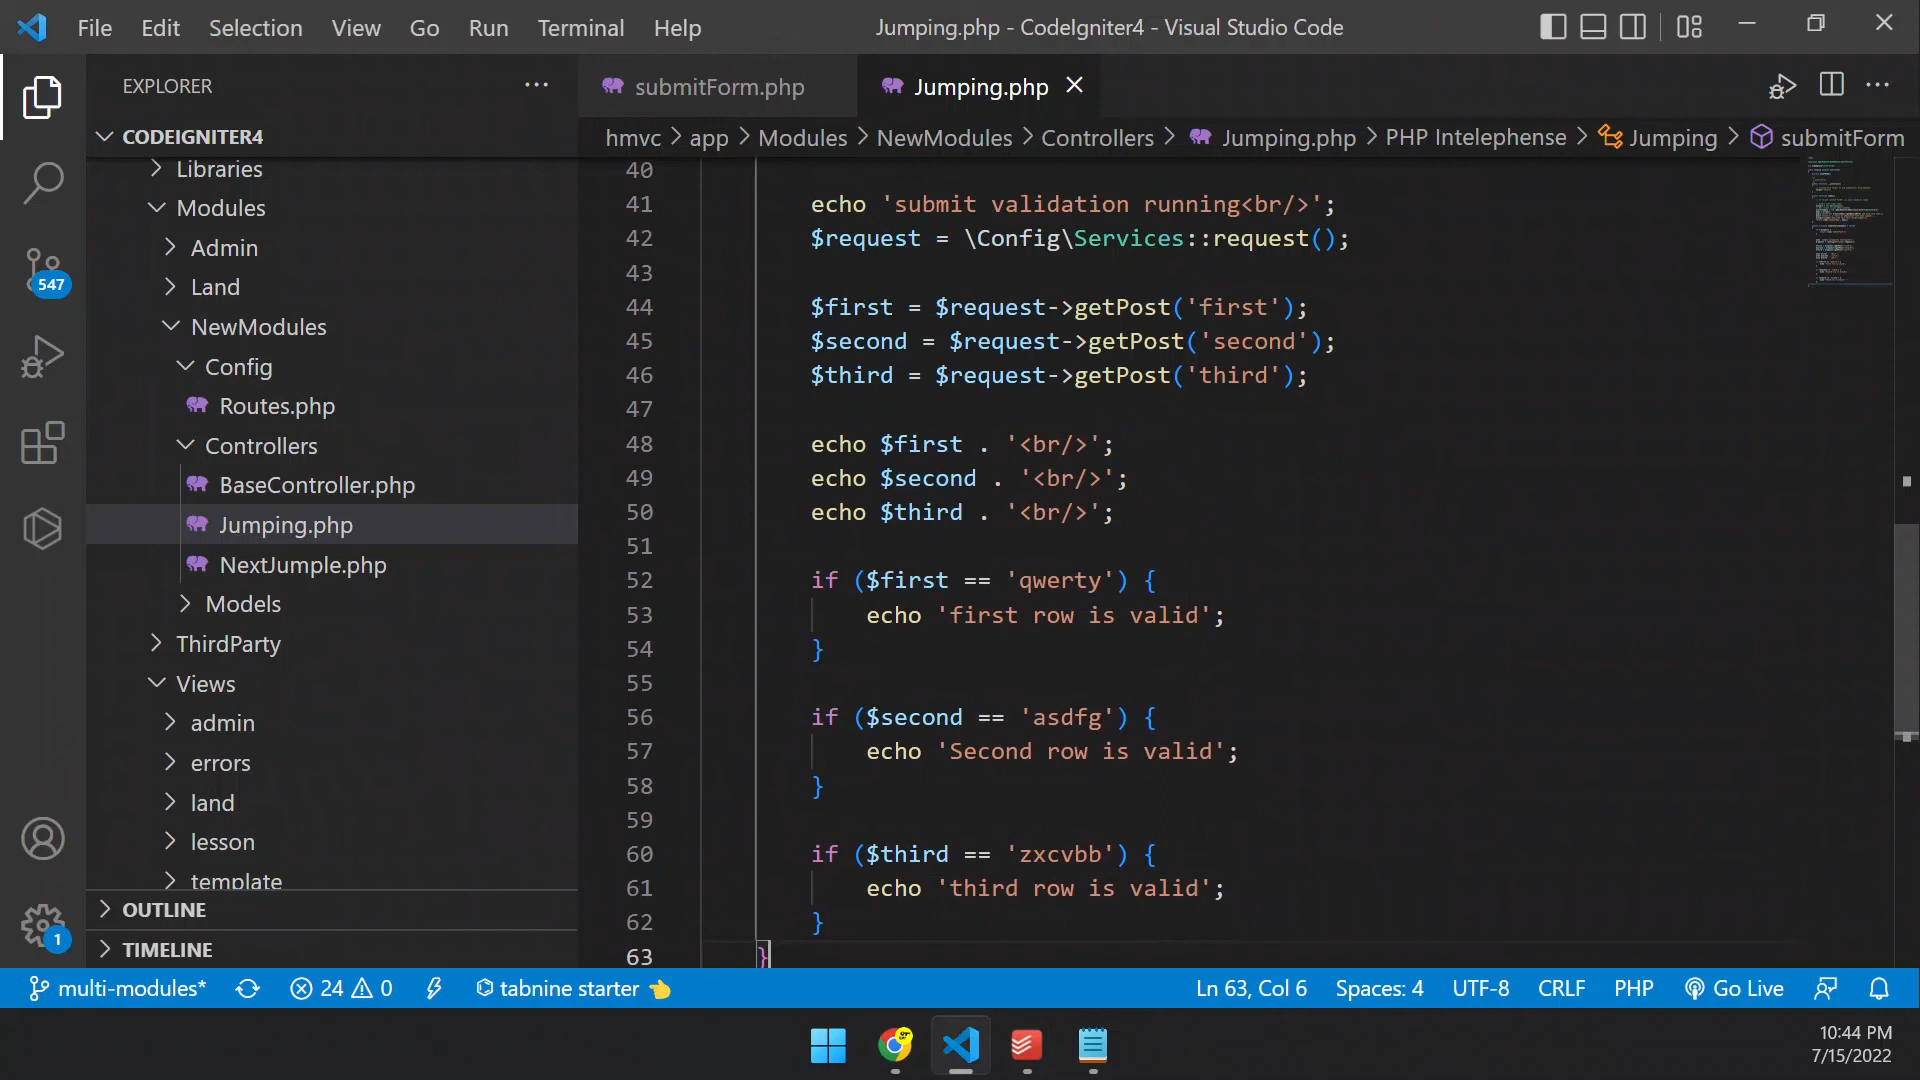 File Edit Selection View Go Run Terminal Help
Jumping.php - CodeIgniter4 - Visual Studio Code
EXPLORER
CODEIGNITER4
Libraries
Modules
Admin
Land
NewModules
Config
Routes.php
Controllers
BaseController.php
Jumping.php
NextJumple.php
Models
ThirdParty
Views
admin
errors
land
lesson
template
OUTLINE
TIMELINE
547
1
submitForm.php Jumping.php
hmvc > app > Modules > NewModules > Controllers > Jumping.php > PHP Intelephense > Jumping > submitForm
40
41 echo 'submit validation running<br/>';
42 $request = \Config\Services::request();
43
44 $first = $request->getPost('first');
45 $second = $request->getPost('second');
46 $third = $request->getPost('third');
47
48 echo $first . '<br/>';
49 echo $second . '<br/>';
50 echo $third . '<br/>';
51
52 if ($first == 'qwerty') {
53 echo 'first row is valid';
54 }
55
56 if ($second == 'asdfg') {
57 echo 'Second row is valid';
58 }
59
60 if ($third == 'zxcvbb') {
61 echo 'third row is valid';
62 }
63 }
multi-modules* 24 0 tabnine starter Ln 63, Col 6 Spaces: 4 UTF-8 CRLF PHP Go Live
10:44 PM
7/15/2022